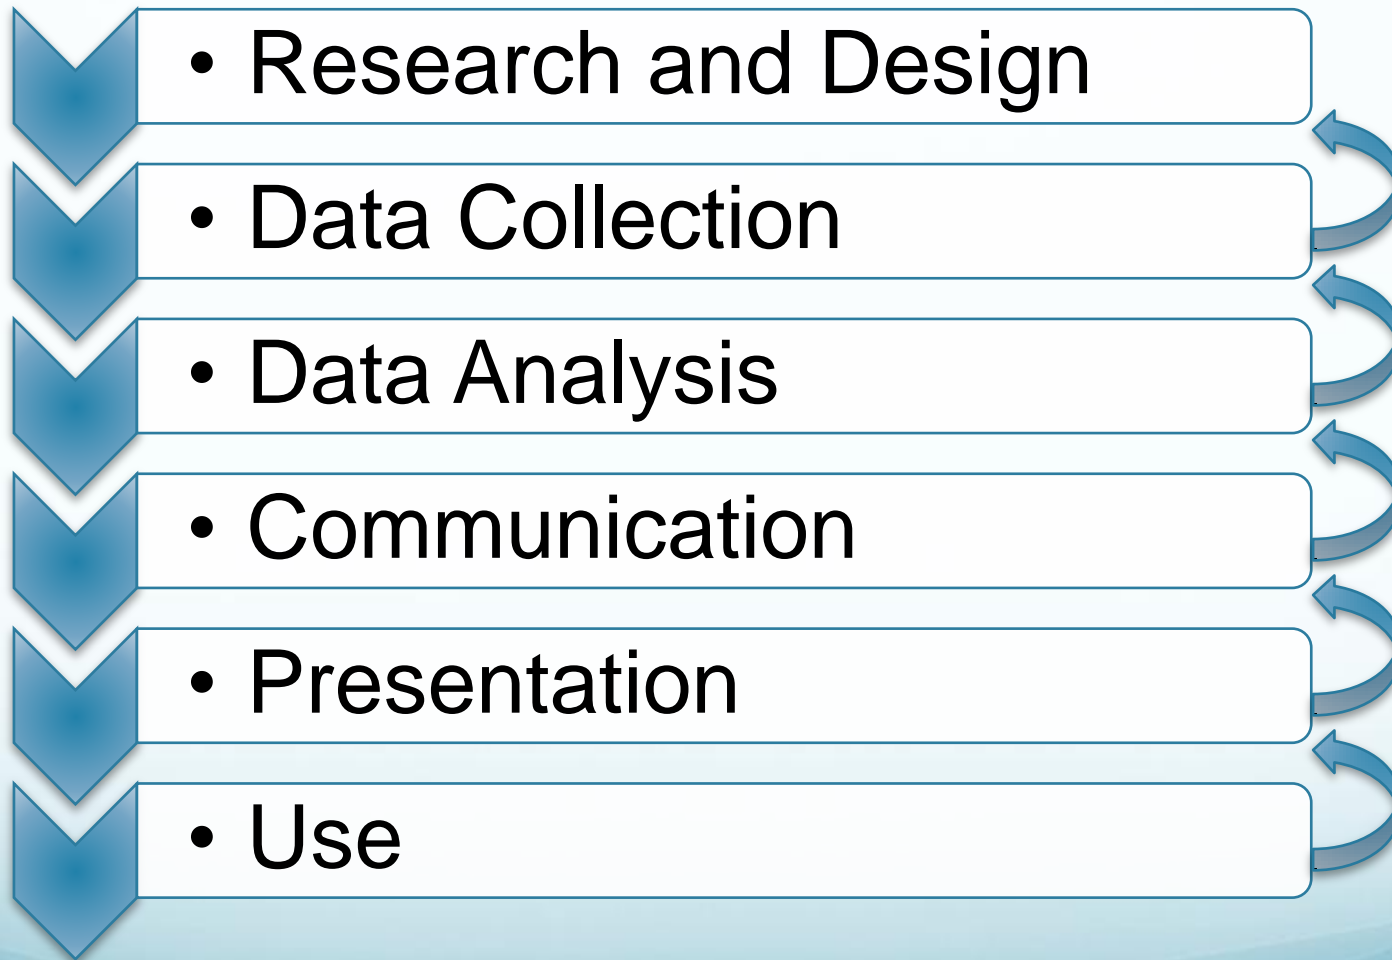 • Research and Design
• Data Collection
• Data Analysis
• Communication
• Presentation
• Use